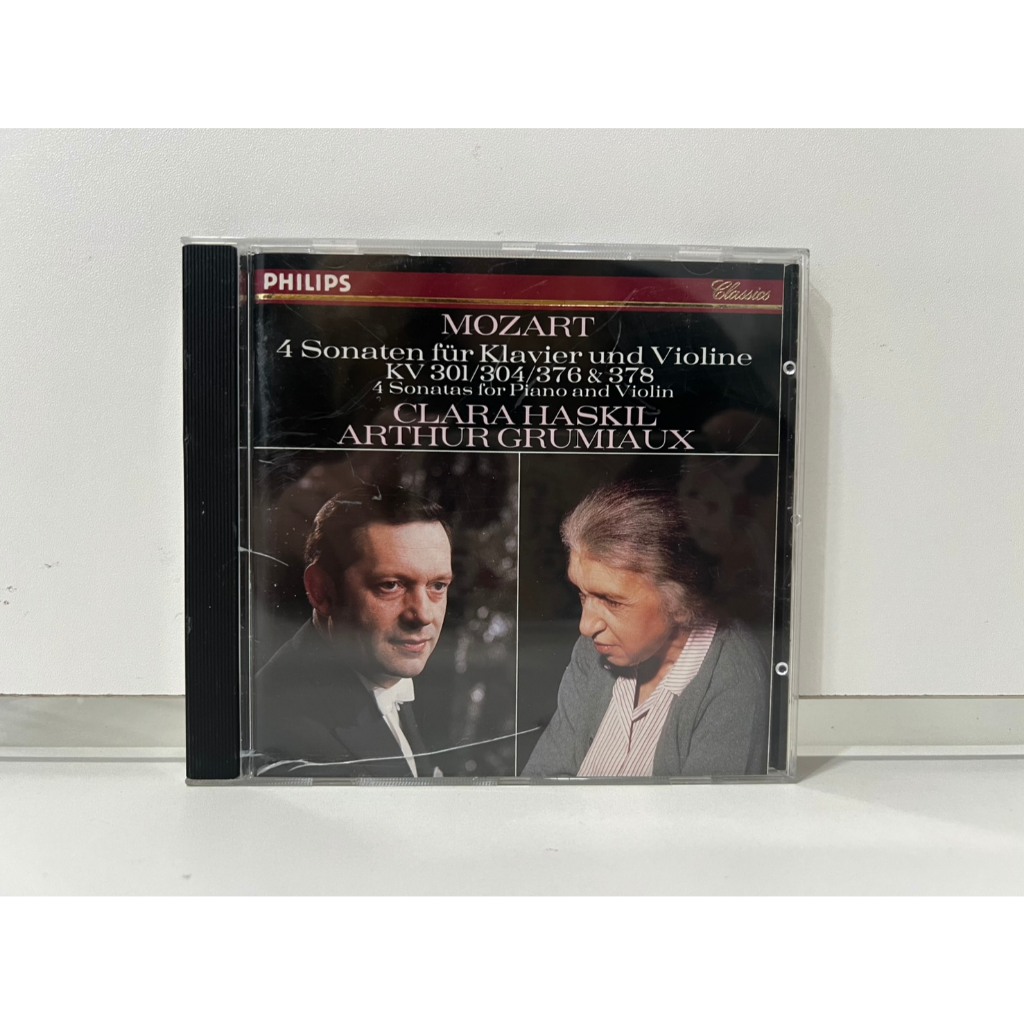 PHILIPS Classics
MOZART
4 Sonaten für Klavier und Violine
KV 301/304/376 & 378
4 Sonatas for Piano and Violin
CLARA HASKIL
ARTHUR GRUMIAUX